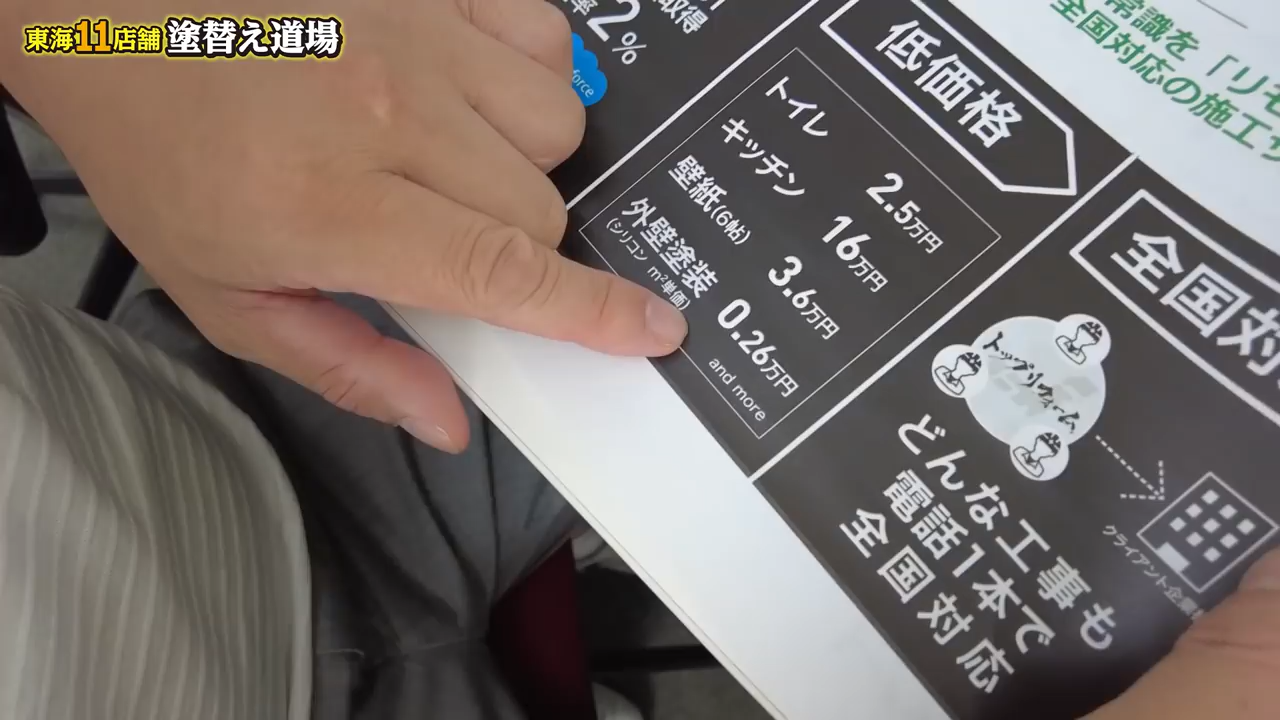 東海11店舗 塗替え道場
取得
2%
force
低価格
トイレ 2.5万円
キッチン 16万円
壁紙(6帖) 3.6万円
外壁塗装 0.26万円
(シリコン m²単価)
and more
常識を「リモ
全国対応の施工サ
全国対
トップリフォーム
どんな工事も
電話1本で
全国対応
クライアント企業